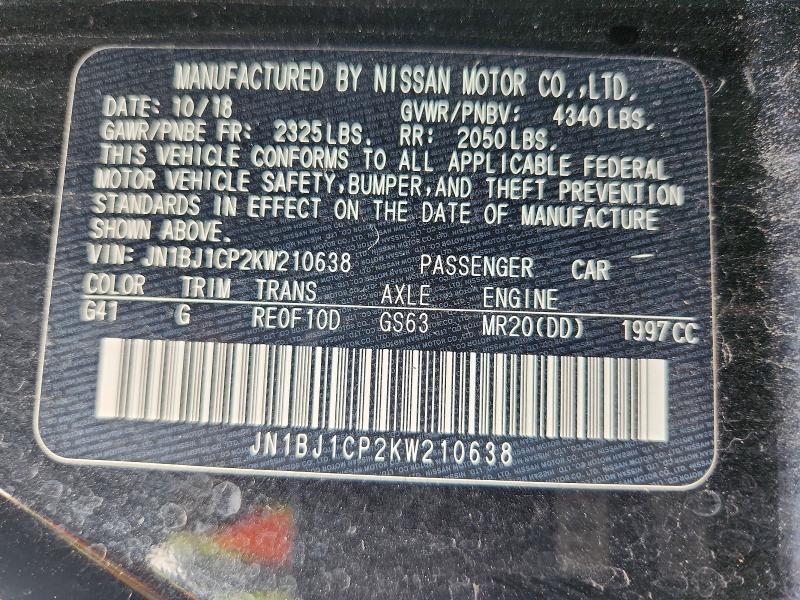 MANUFACTURED BY NISSAN MOTOR CO.,LTD.
DATE: 10/18 GVWR/PNBV: 4340 LBS.
GAWR/PNBE FR: 2325 LBS. RR: 2050 LBS.
THIS VEHICLE CONFORMS TO ALL APPLICABLE FEDERAL
MOTOR VEHICLE SAFETY,BUMPER,AND THEFT PREVENTION
STANDARDS IN EFFECT ON THE DATE OF MANUFACTURE
SHOWN ABOVE.
VIN: JN1BJ1CP2KW210638 PASSENGER CAR
COLOR TRIM TRANS AXLE ENGINE
G41 G RE0F10D GS63 MR20(DD) 1997CC
JN1BJ1CP2KW210638